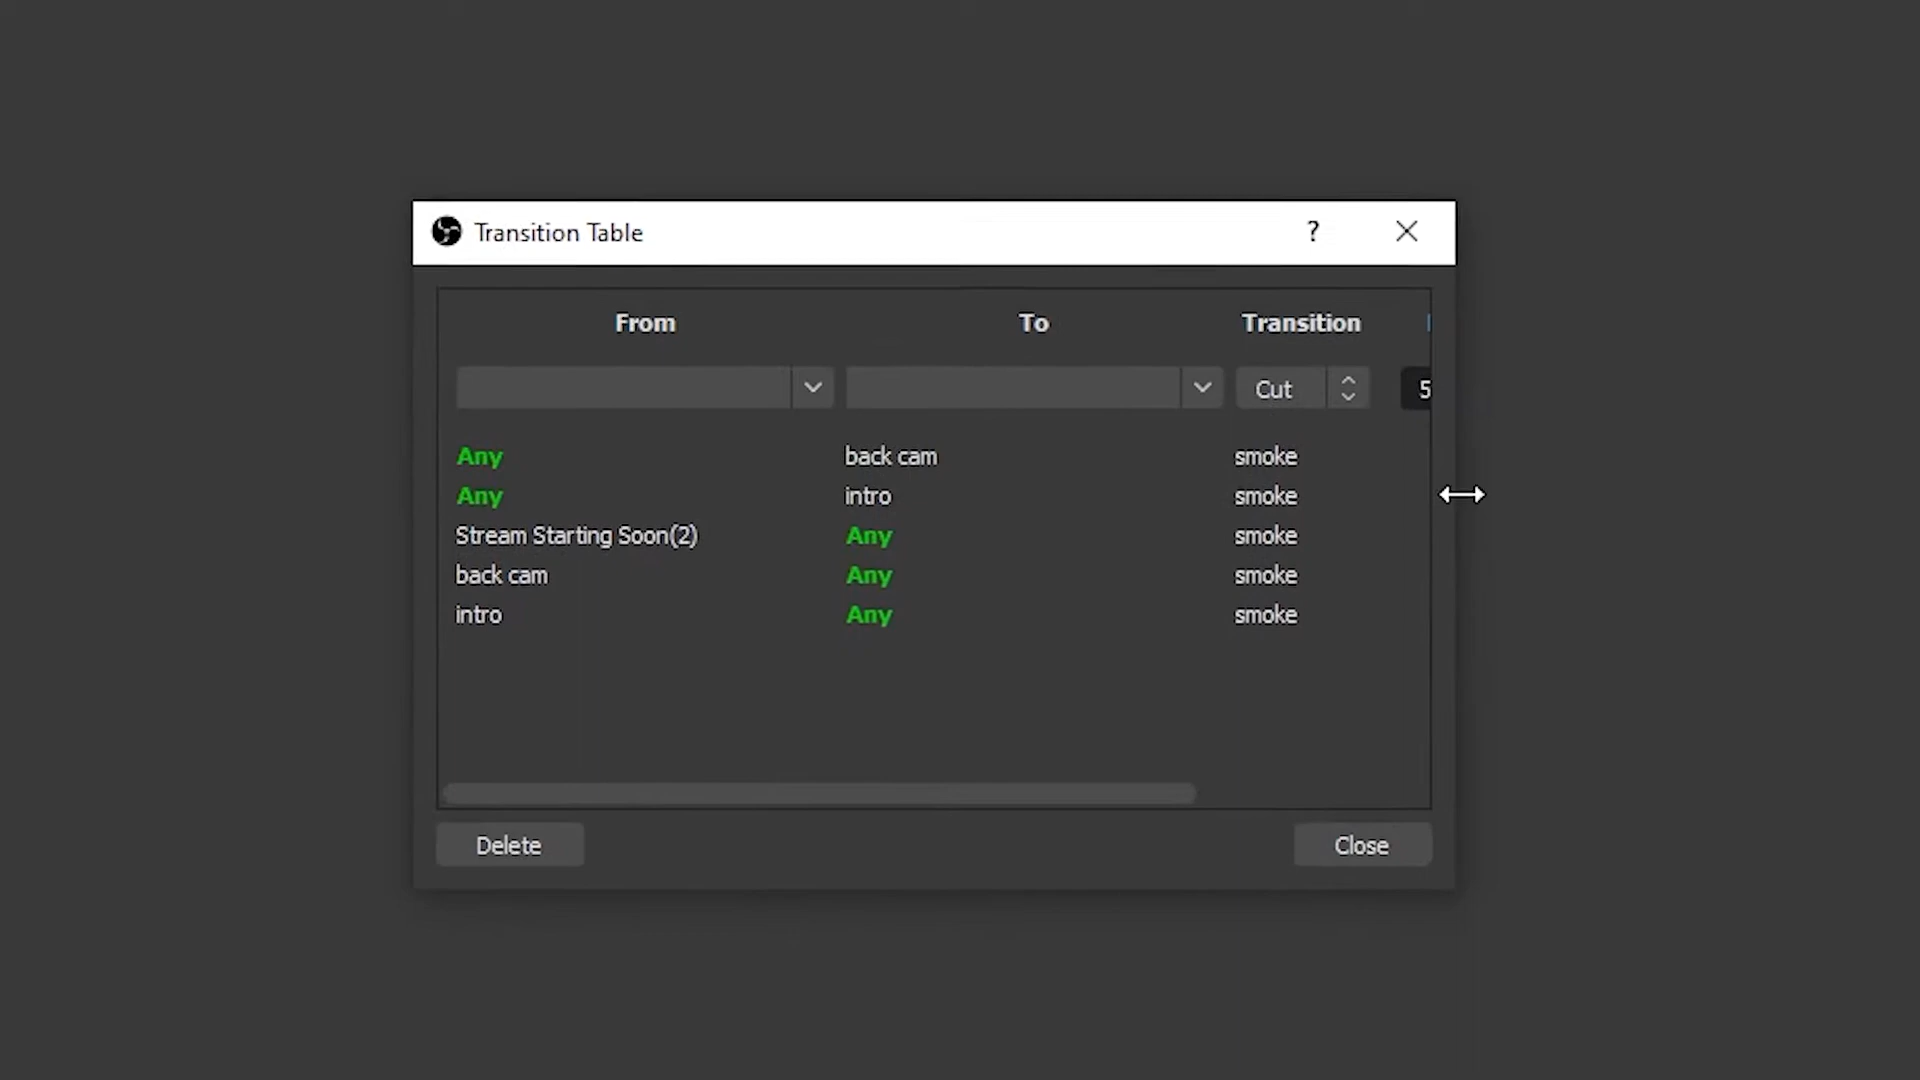 Transition Table ?
From To Transition
Cut 5
Any back cam smoke
Any intro smoke
Stream Starting Soon(2) Any smoke
back cam Any smoke
intro Any smoke
Delete Close